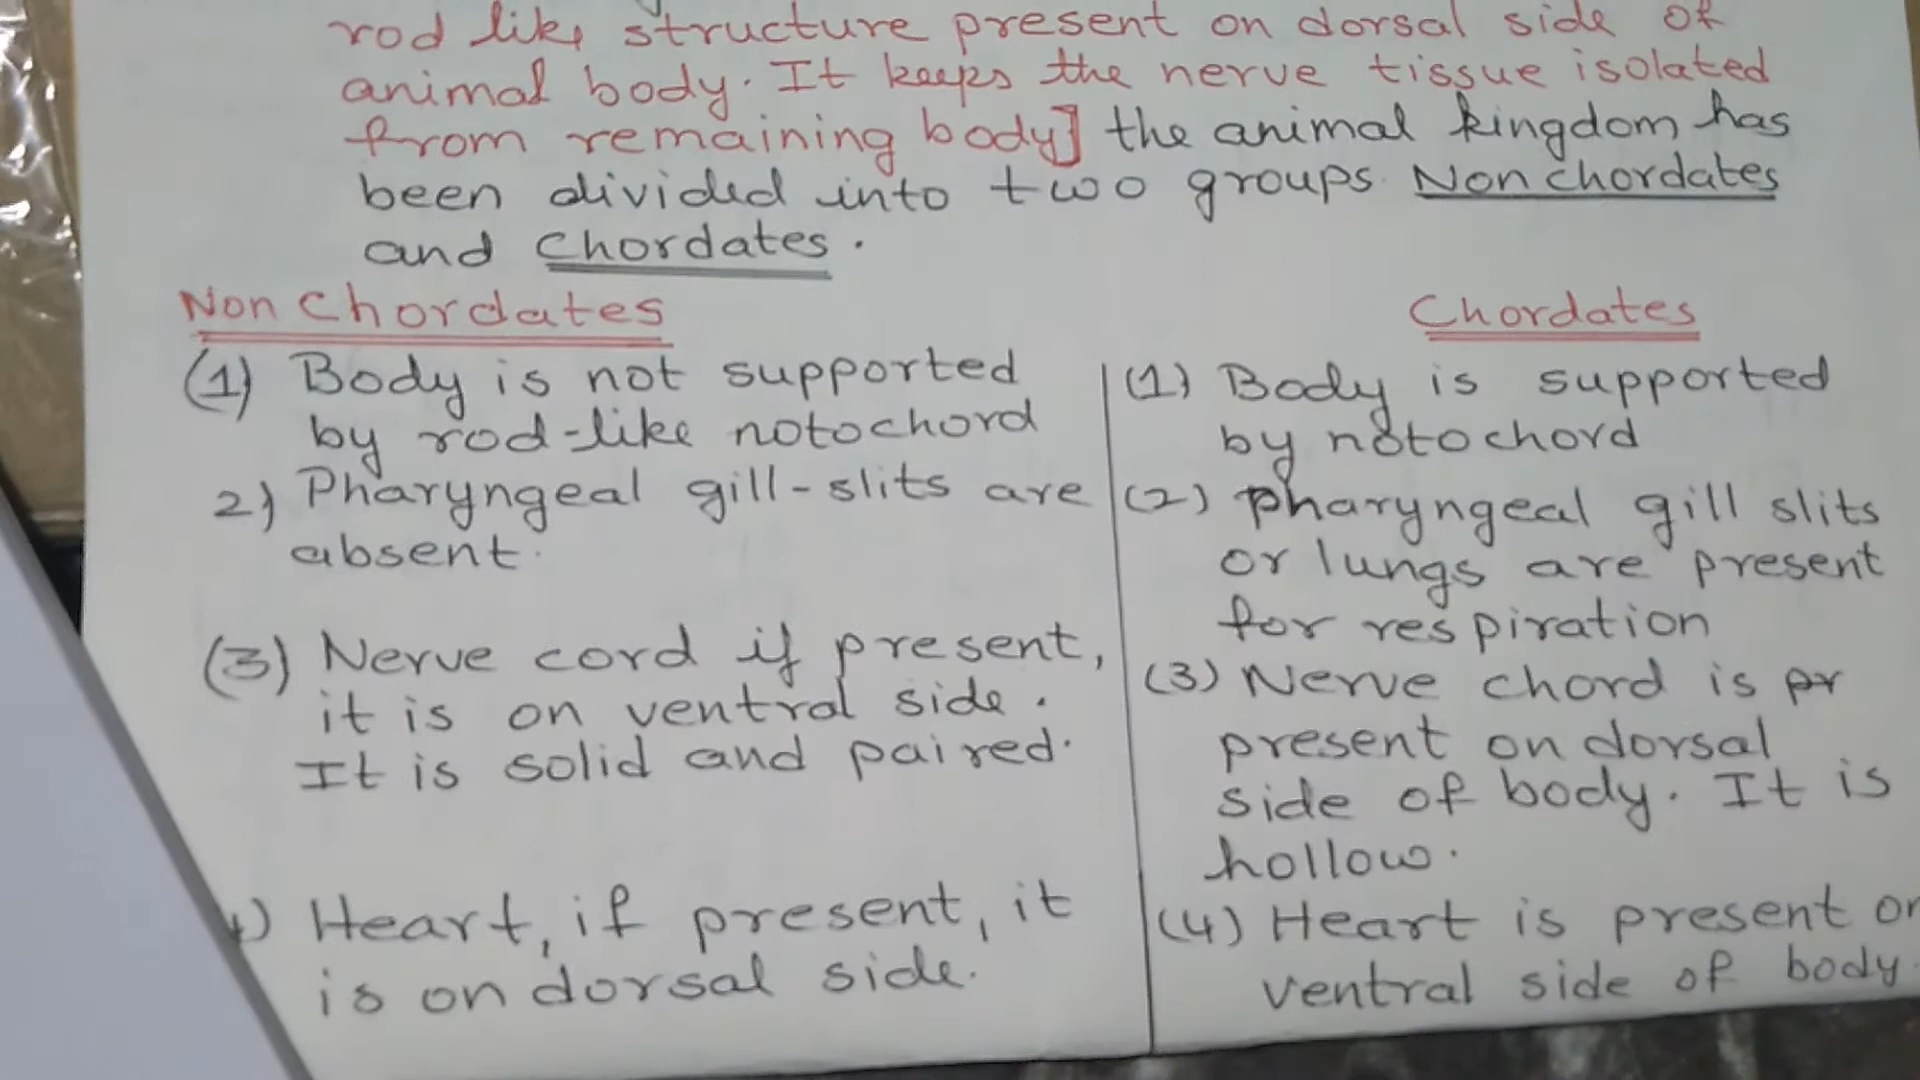 rod like structure present on dorsal side of
animal body. It keeps the nerve tissue isolated
from remaining body] the animal kingdom has
been divided into two groups Non chordates
and Chordates.
Non Chordates
(1) Body is not supported
by rod-like notochord
2) Pharyngeal gill-slits are
absent.
(3) Nerve cord if present,
it is on ventral side.
It is solid and paired.
4) Heart, if present, it
is on dorsal side.
Chordates
(1) Body is supported
by notochord
(2) Pharyngeal gill slits
or lungs are present
for respiration
(3) Nerve chord is pr
present on dorsal
side of body. It is
hollow.
(4) Heart is present on
ventral side of body.